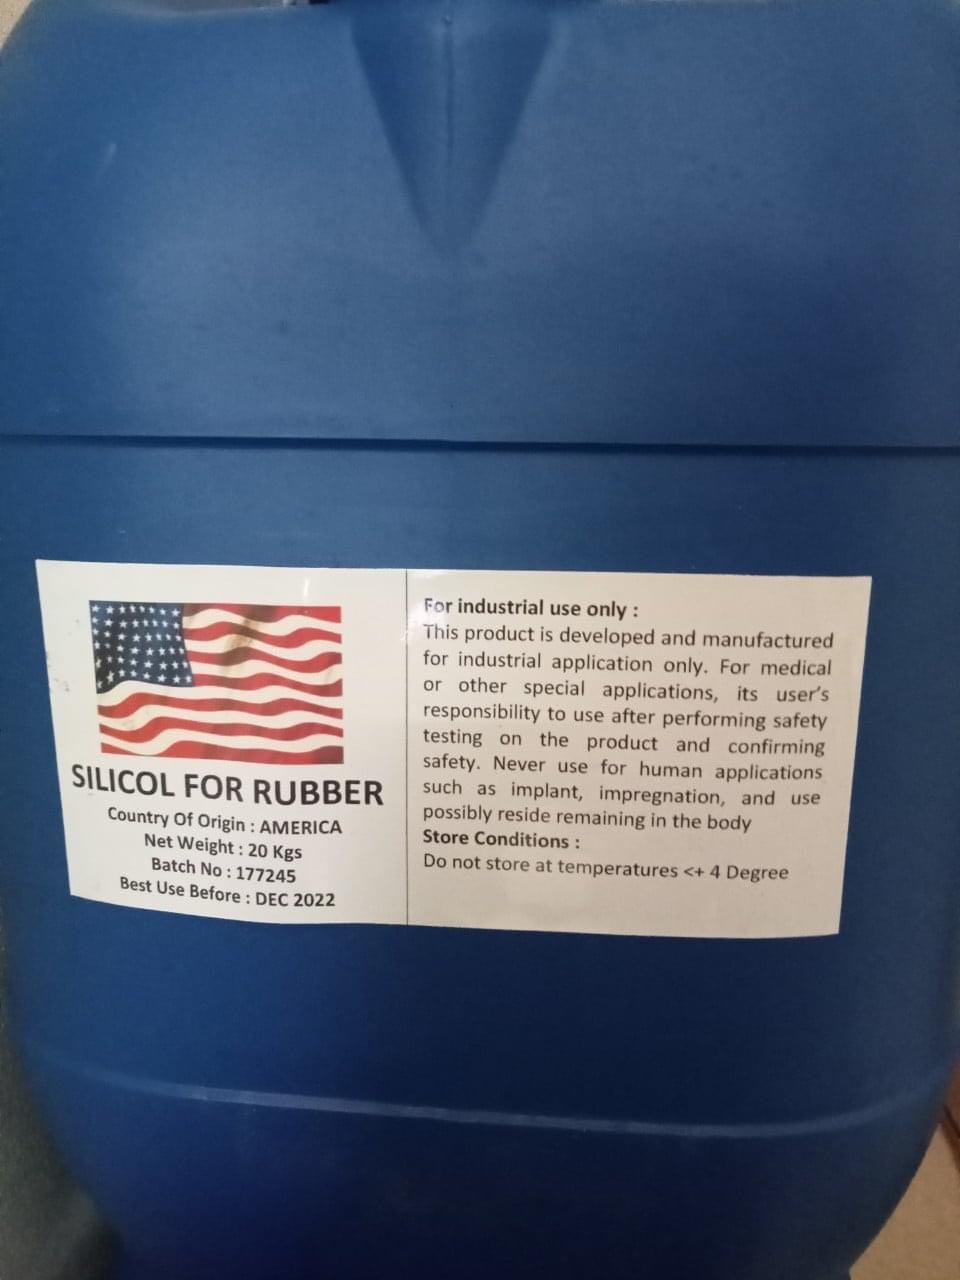 SILICOL FOR RUBBER
Country Of Origin : AMERICA
Net Weight : 20 Kgs
Batch No : 177245
Best Use Before : DEC 2022
For industrial use only :
This product is developed and manufactured
for industrial application only. For medical
or other special applications, its user's
responsibility to use after performing safety
testing on the product and confirming
safety. Never use for human applications
such as implant, impregnation, and use
possibly reside remaining in the body
Store Conditions :
Do not store at temperatures <+ 4 Degree